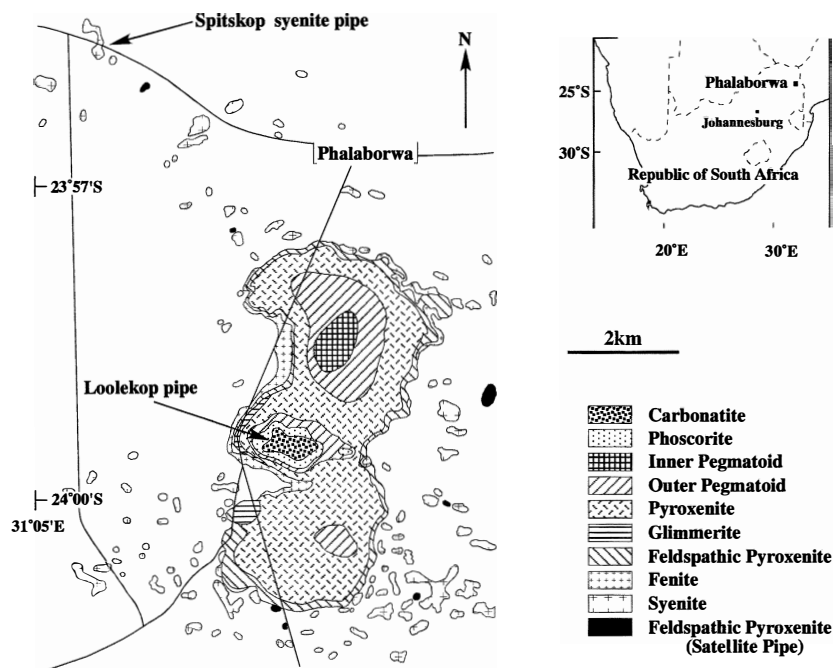 Spitskop syenite pipe
N
Phalaborwa
23°57'S
Loolekop pipe
24°00'S
31°05'E
25°S
30°S
Phalaborwa
Johannesburg
Republic of South Africa
20°E
30°E
2km
Carbonatite
Phoscorite
Inner Pegmatoid
Outer Pegmatoid
Pyroxenite
Glimmerite
Feldspathic Pyroxenite
Fenite
Syenite
Feldspathic Pyroxenite
(Satellite Pipe)